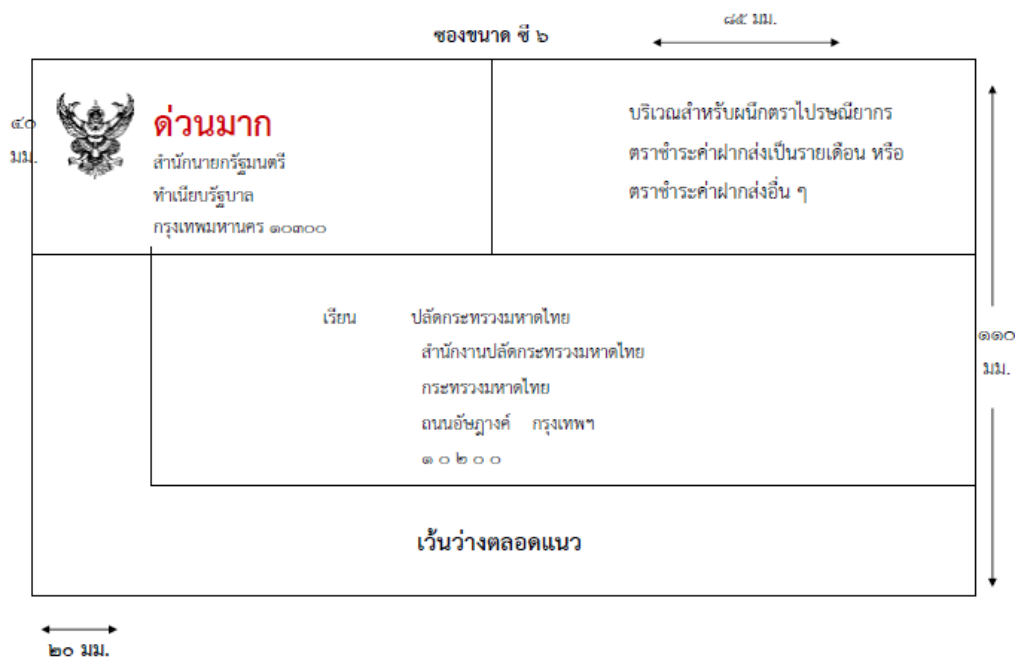 ๘๕ มม.
ซองขนาด ซี ๖
๔๐
มม.
ด่วนมาก
สำนักนายกรัฐมนตรี
ทำเนียบรัฐบาล
กรุงเทพมหานคร ๑๐๓๐๐
บริเวณสำหรับผนึกตราไปรษณียากร
ตราชำระค่าฝากส่งเป็นรายเดือน หรือ
ตราชำระค่าฝากส่งอื่น ๆ
เรียน ปลัดกระทรวงมหาดไทย
สำนักงานปลัดกระทรวงมหาดไทย
กระทรวงมหาดไทย
ถนนอัษฎางค์ กรุงเทพฯ
๑ ๐ ๒ ๐ ๐
๑๑๐
มม.
เว้นว่างตลอดแนว
๒๐ มม.